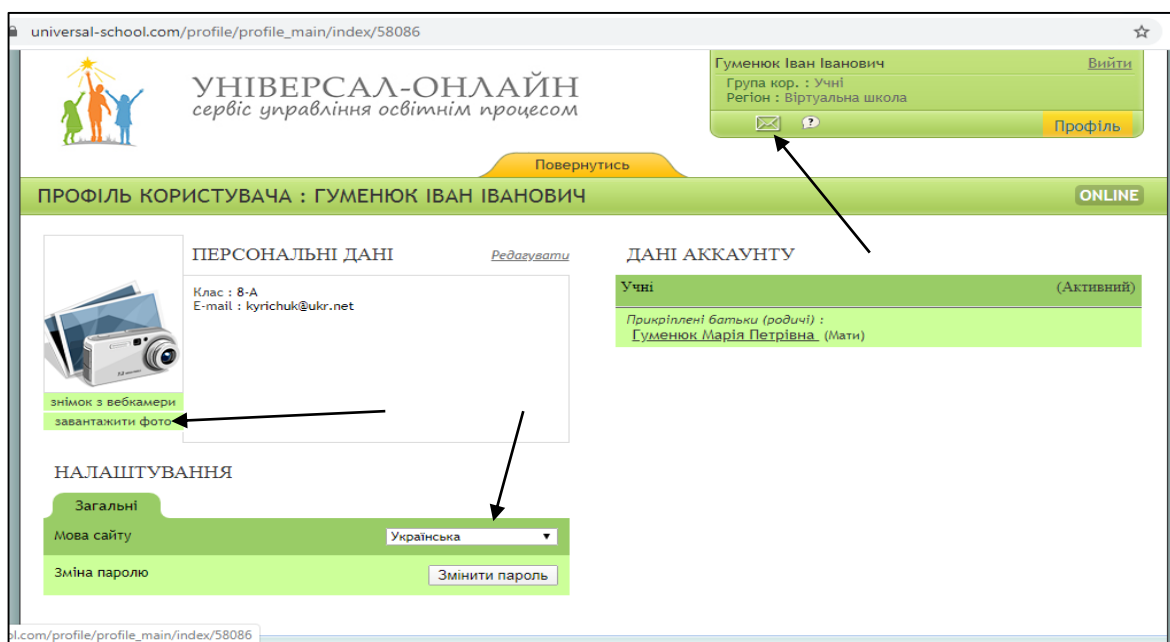 universal-school.com/profile/profile_main/index/58086
УНІВЕРСАЛ-ОНЛАЙН
сервіс управління освітнім процесом
Гуменюк Іван Іванович
Вийти
Група кор. : Учні
Регіон : Віртуальна школа
?
Профіль
Повернутись
ПРОФІЛЬ КОРИСТУВАЧА : ГУМЕНЮК ІВАН ІВАНОВИЧ
ONLINE
ПЕРСОНАЛЬНІ ДАНІ
Редагувати
Клас : 8-А
E-mail : kyrichuk@ukr.net
знімок з вебкамери
завантажити фото
ДАНІ АККАУНТУ
Учні
(Активний)
Прикріплені батьки (родичі) :
Гуменюк Марія Петрівна (Мати)
НАЛАШТУВАННЯ
Загальні
Мова сайту
Українська
Зміна паролю
Змінити пароль
ol.com/profile/profile_main/index/58086